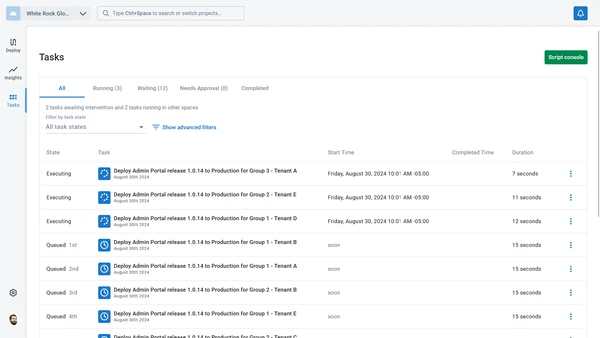 White Rock Glo...
Type Ctrl+Space to search or switch projects...
Deploy
Insights
Tasks
Tasks
Script console
All
Running (3)
Waiting (12)
Needs Approval (0)
Completed
2 tasks awaiting intervention and 2 tasks running in other spaces
Filter by task state
All task states
Show advanced filters
State Task Start Time Completed Time Duration
Executing Deploy Admin Portal release 1.0.14 to Production for Group 3 - Tenant A Friday, August 30, 2024 10:01 AM -05:00 7 seconds
August 30th 2024
Executing Deploy Admin Portal release 1.0.14 to Production for Group 2 - Tenant E Friday, August 30, 2024 10:01 AM -05:00 11 seconds
August 30th 2024
Executing Deploy Admin Portal release 1.0.14 to Production for Group 1 - Tenant D Friday, August 30, 2024 10:01 AM -05:00 12 seconds
August 30th 2024
Queued 1st Deploy Admin Portal release 1.0.14 to Production for Group 1 - Tenant B soon 15 seconds
August 30th 2024
Queued 2nd Deploy Admin Portal release 1.0.14 to Production for Group 1 - Tenant A soon 15 seconds
August 30th 2024
Queued 3rd Deploy Admin Portal release 1.0.14 to Production for Group 2 - Tenant B soon 15 seconds
August 30th 2024
Queued 4th Deploy Admin Portal release 1.0.14 to Production for Group 1 - Tenant E soon 15 seconds
August 30th 2024
Deploy Admin Portal release 1.0.14 to Production for Group 2 - Tenant C